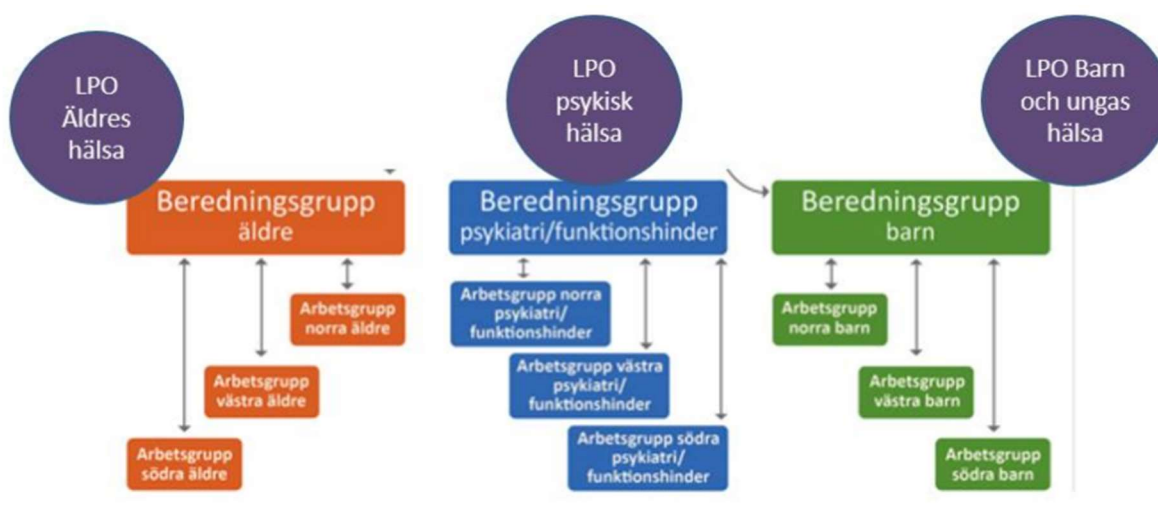 LPO
Äldres
hälsa
LPO
psykisk
hälsa
LPO Barn
och ungas
hälsa
Beredningsgrupp
äldre
Beredningsgrupp
psykiatri/funktionshinder
Beredningsgrupp
barn
Arbetsgrupp
norra äldre
Arbetsgrupp
västra äldre
Arbetsgrupp
södra äldre
Arbetsgrupp norra
psykiatri/
funktionshinder
Arbetsgrupp västra
psykiatri/
funktionshinder
Arbetsgrupp södra
psykiatri/
funktionshinder
Arbetsgrupp
norra barn
Arbetsgrupp
västra barn
Arbetsgrupp
södra barn